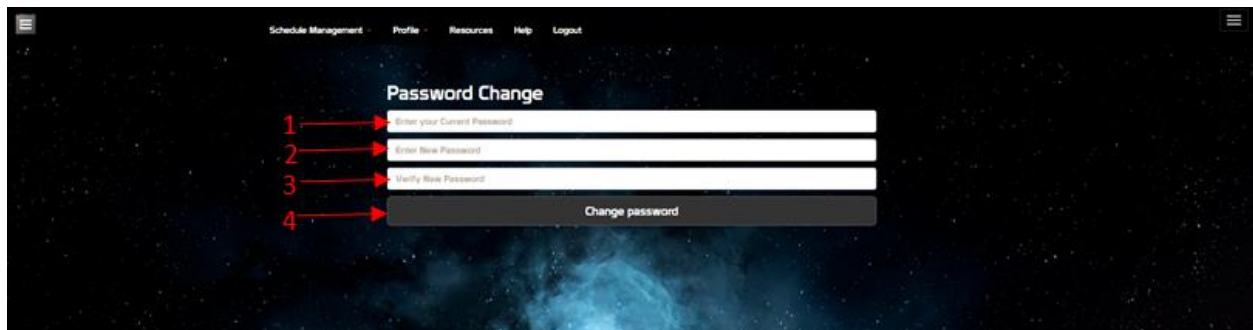 Schedule Management Profile Resources Help Logout
Password Change
1 Enter your Current Password
2 Enter New Password
3 Verify New Password
4 Change password